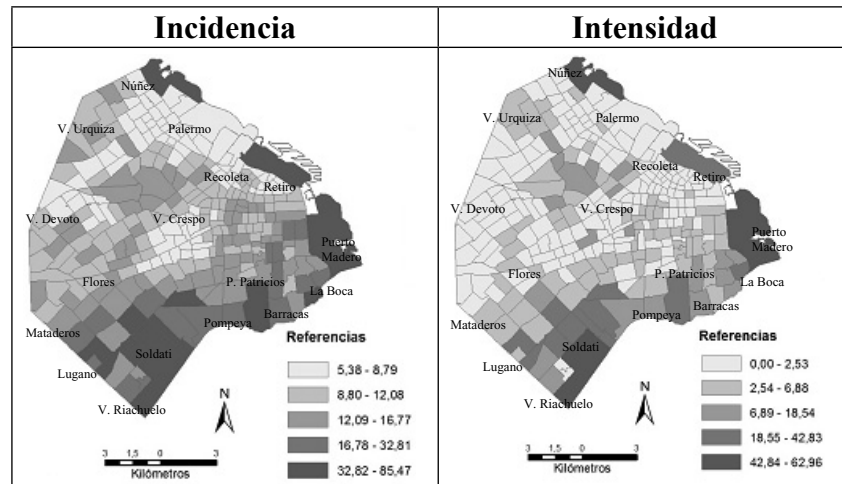 Incidencia
Núñez
V. Urquiza
Palermo
Recoleta
Retiro
V. Devoto
V. Crespo
Puerto
Madero
Flores
P. Patricios
La Boca
Mataderos
Pompeya
Barracas
Soldati
Lugano
V. Riachuelo
Referencias
5,38 - 8,79
8,80 - 12,08
12,09 - 16,77
16,78 - 32,81
32,82 - 85,47
N
3 1,5 0 3
Kilómetros
Intensidad
Núñez
V. Urquiza
Palermo
Recoleta
Retiro
V. Devoto
V. Crespo
Puerto
Madero
Flores
P. Patricios
La Boca
Mataderos
Pompeya
Barracas
Soldati
Lugano
V. Riachuelo
Referencias
0,00 - 2,53
2,54 - 6,88
6,89 - 18,54
18,55 - 42,83
42,84 - 62,96
N
3 1,5 0 3
Kilómetros